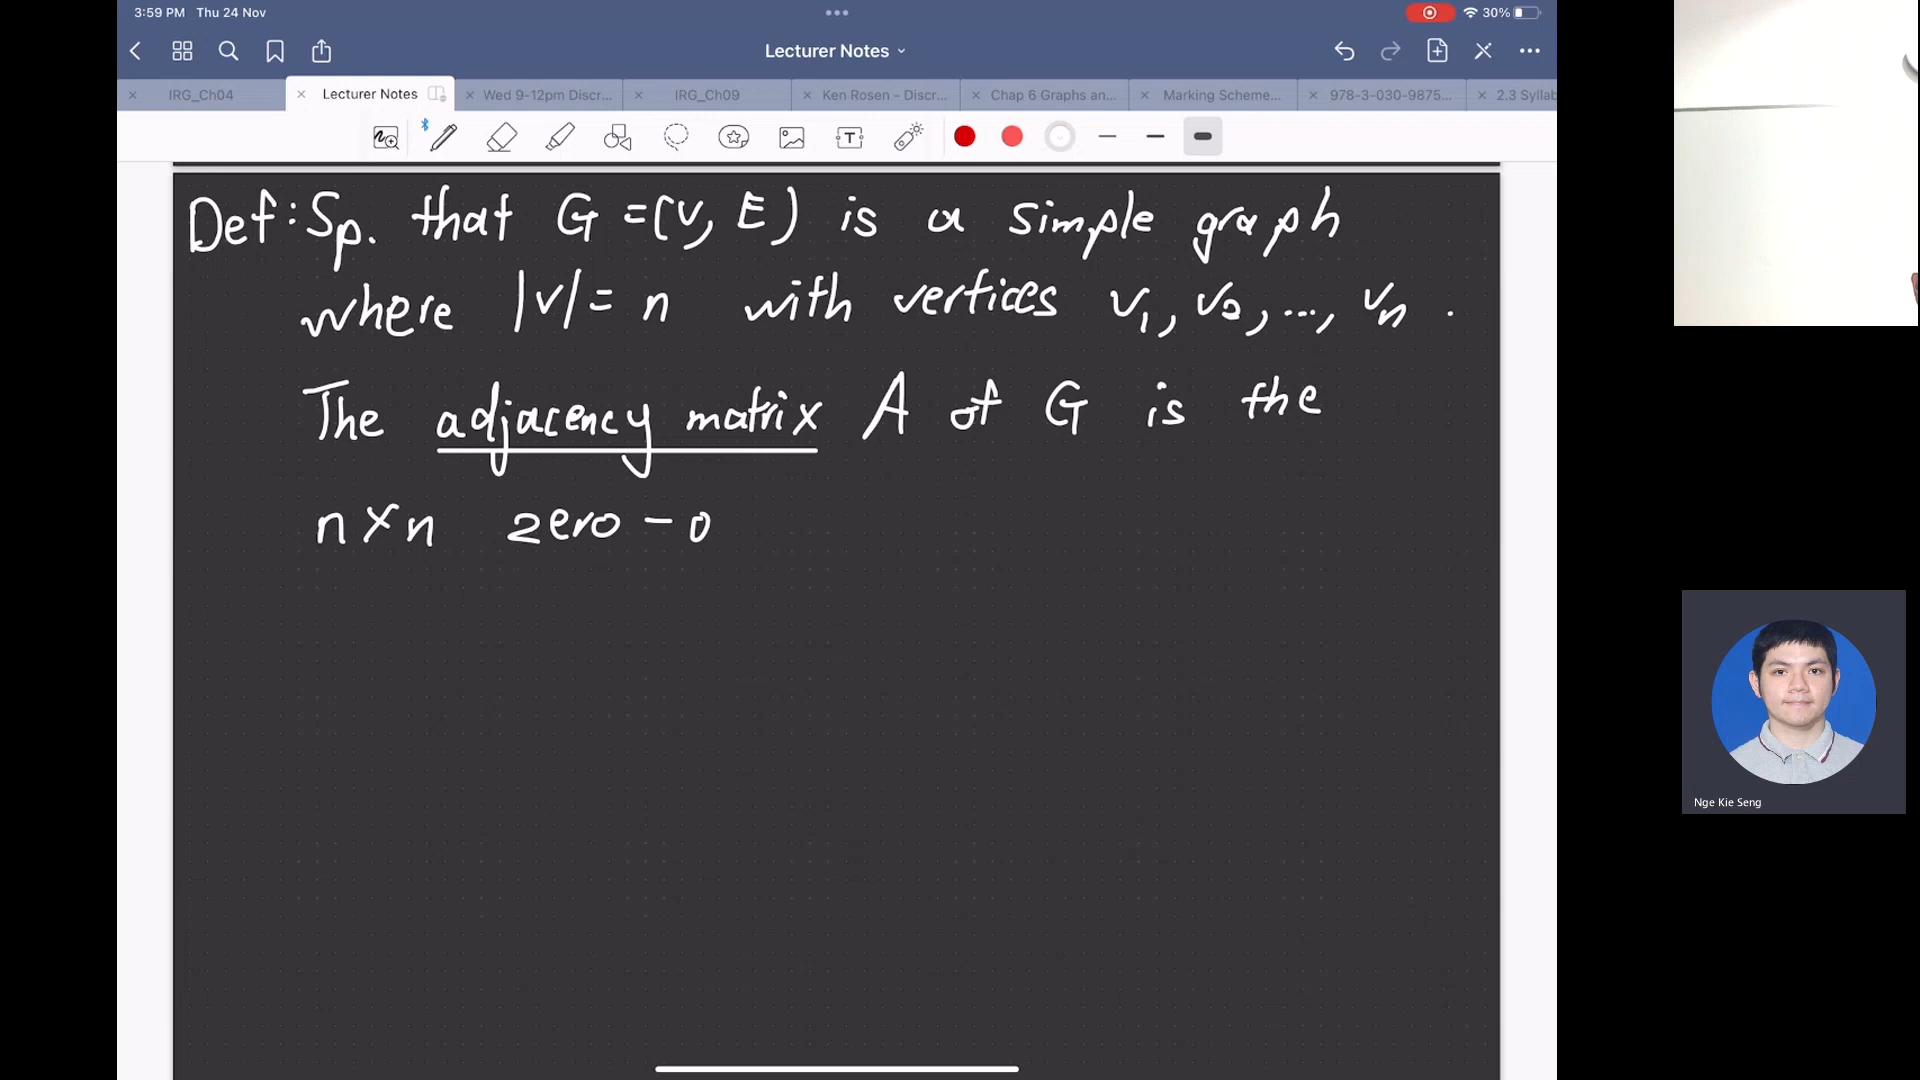 3:59 PM Thu 24 Nov
30%
Lecturer Notes
IRG_Ch04
Lecturer Notes
Wed 9-12pm Discr...
IRG_Ch09
Ken Rosen – Discr...
Chap 6 Graphs an...
Marking Scheme...
978-3-030-9875...
2.3 Syllab
Def: Sp. that G = (V, E) is a simple graph
where |V| = n with vertices v₁, v₂, ..., vₙ .
The adjacency matrix A of G is the
n × n zero – o
Nge Kie Seng